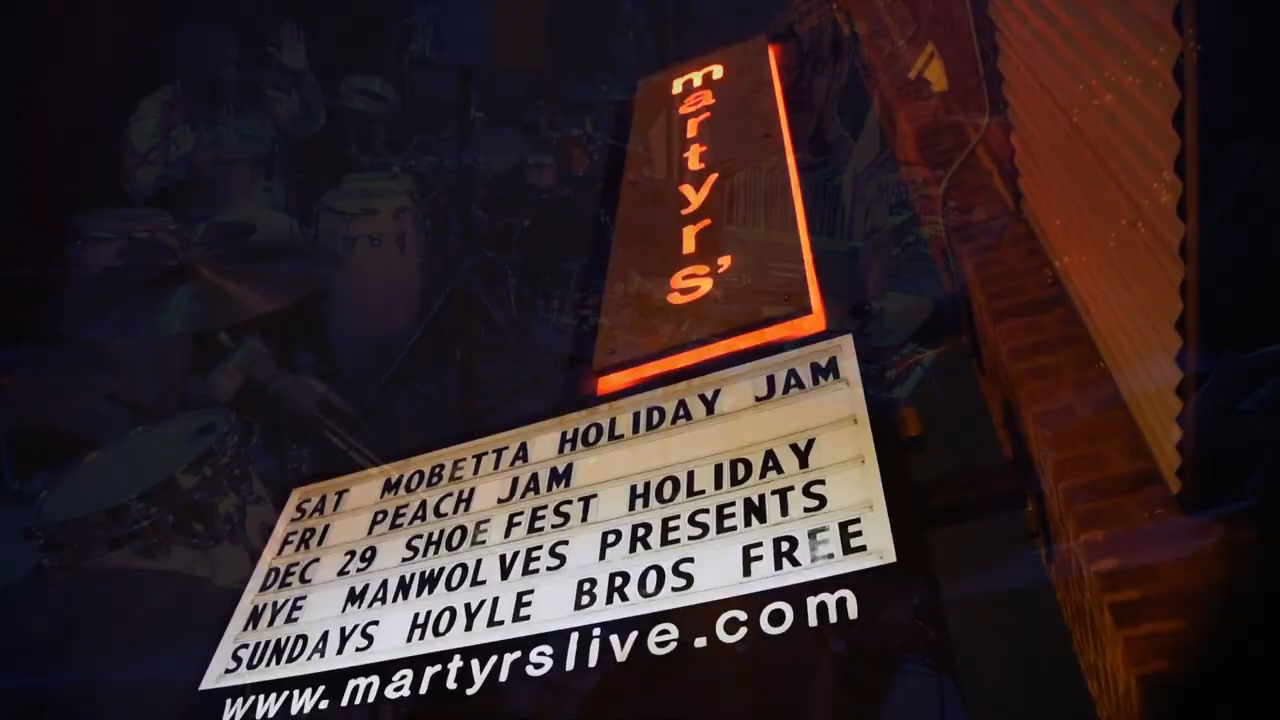 martyrs'
SAT MOBETTA HOLIDAY JAM
FRI PEACH JAM
DEC 29 SHOE FEST HOLIDAY
NYE MANWOLVES PRESENTS
SUNDAYS HOYLE BROS FREE
www.martyrslive.com